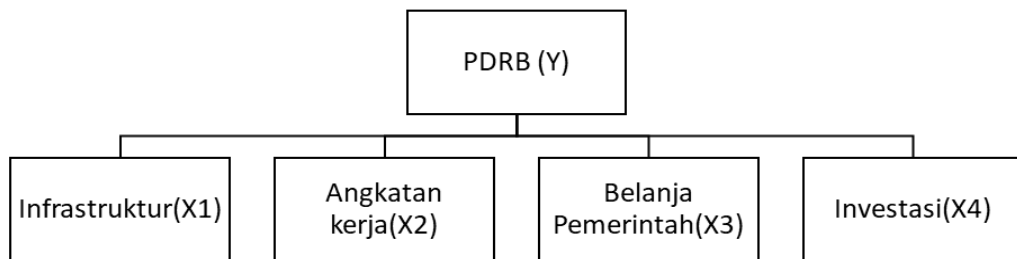 PDRB (Y)
Infrastruktur(X1)
Angkatan
kerja(X2)
Belanja
Pemerintah(X3)
Investasi(X4)